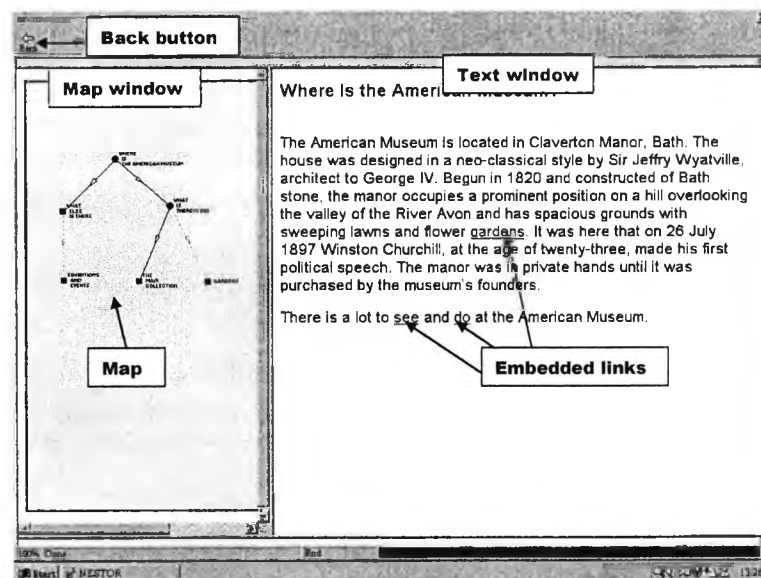 Back
Back button
Map window
Text window
Where Is the American Museum?
WHERE
IS
THE AMERICAN MUSEUM
WHAT
ELSE
IS THERE
WHAT
IS
THERE TO SEE
EXHIBITIONS
AND
EVENTS
THE
MAIN
COLLECTION
GARDENS
Map
The American Museum is located in Claverton Manor, Bath. The
house was designed in a neo-classical style by Sir Jeffry Wyatville,
architect to George IV. Begun in 1820 and constructed of Bath
stone, the manor occupies a prominent position on a hill overlooking
the valley of the River Avon and has spacious grounds with
sweeping lawns and flower gardens. It was here that on 26 July
1897 Winston Churchill, at the age of twenty-three, made his first
political speech. The manor was in private hands until it was
purchased by the museum's founders.
There is a lot to see and do at the American Museum.
Embedded links
100% Done
End
Start
NESTOR